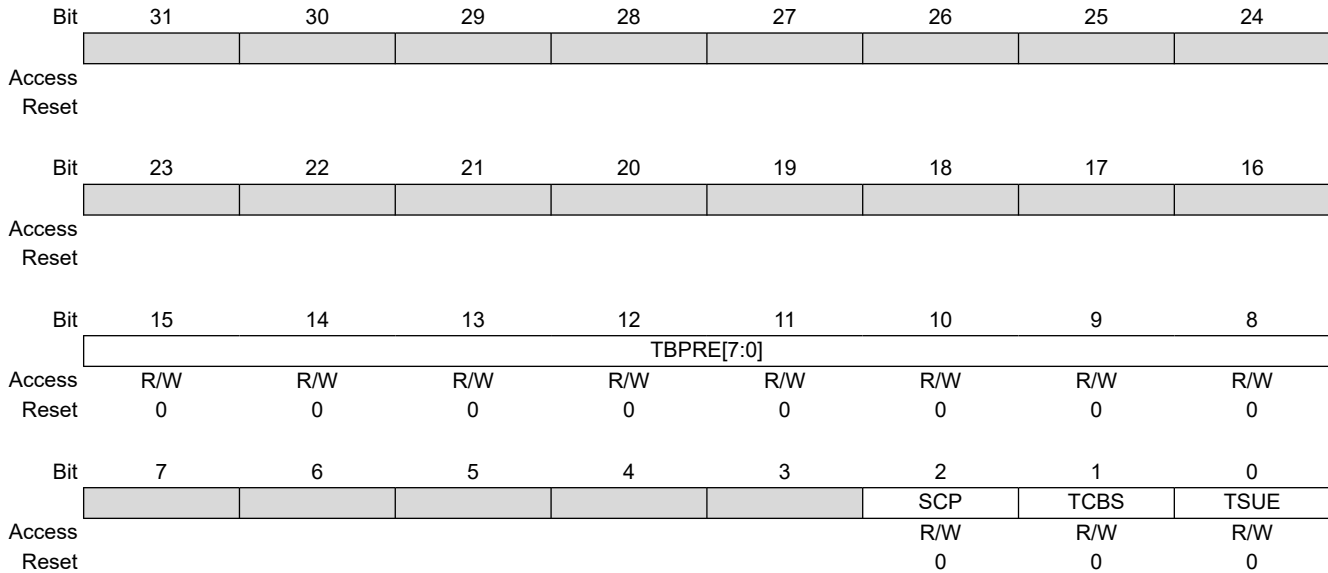 Bit 31 30 29 28 27 26 25 24
Access
Reset
Bit 23 22 21 20 19 18 17 16
Access
Reset
Bit 15 14 13 12 11 10 9 8
TBPRE[7:0]
Access R/W R/W R/W R/W R/W R/W R/W R/W
Reset 0 0 0 0 0 0 0 0
Bit 7 6 5 4 3 2 1 0
SCP TCBS TSUE
Access R/W R/W R/W
Reset 0 0 0